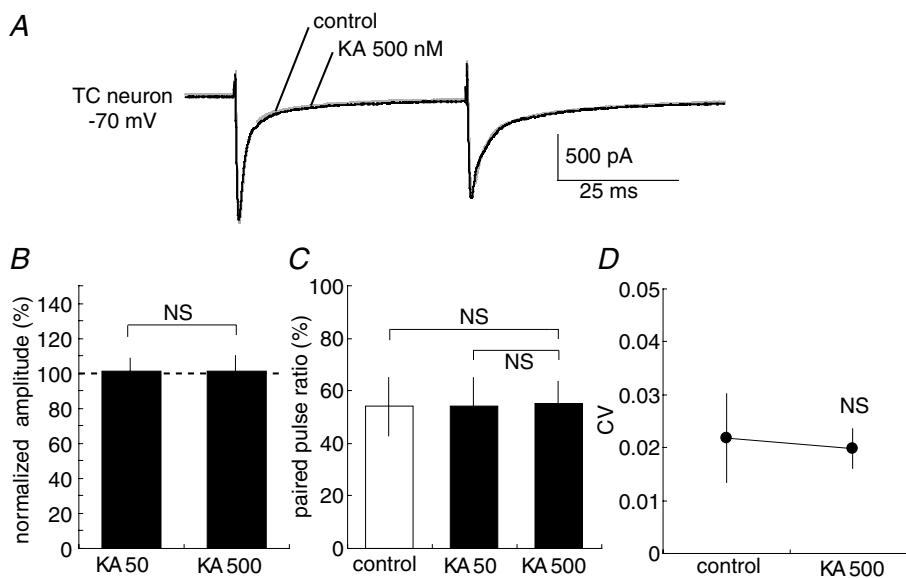 A
control
KA 500 nM
TC neuron
-70 mV
500 pA
25 ms
B
normalized amplitude (%)
140
120
100
80
60
40
20
0
NS
KA 50
KA 500
C
paired pulse ratio (%)
100
80
60
40
20
0
NS
NS
control
KA 50
KA 500
D
CV
0.05
0.04
0.03
0.02
0.01
0
NS
control
KA 500